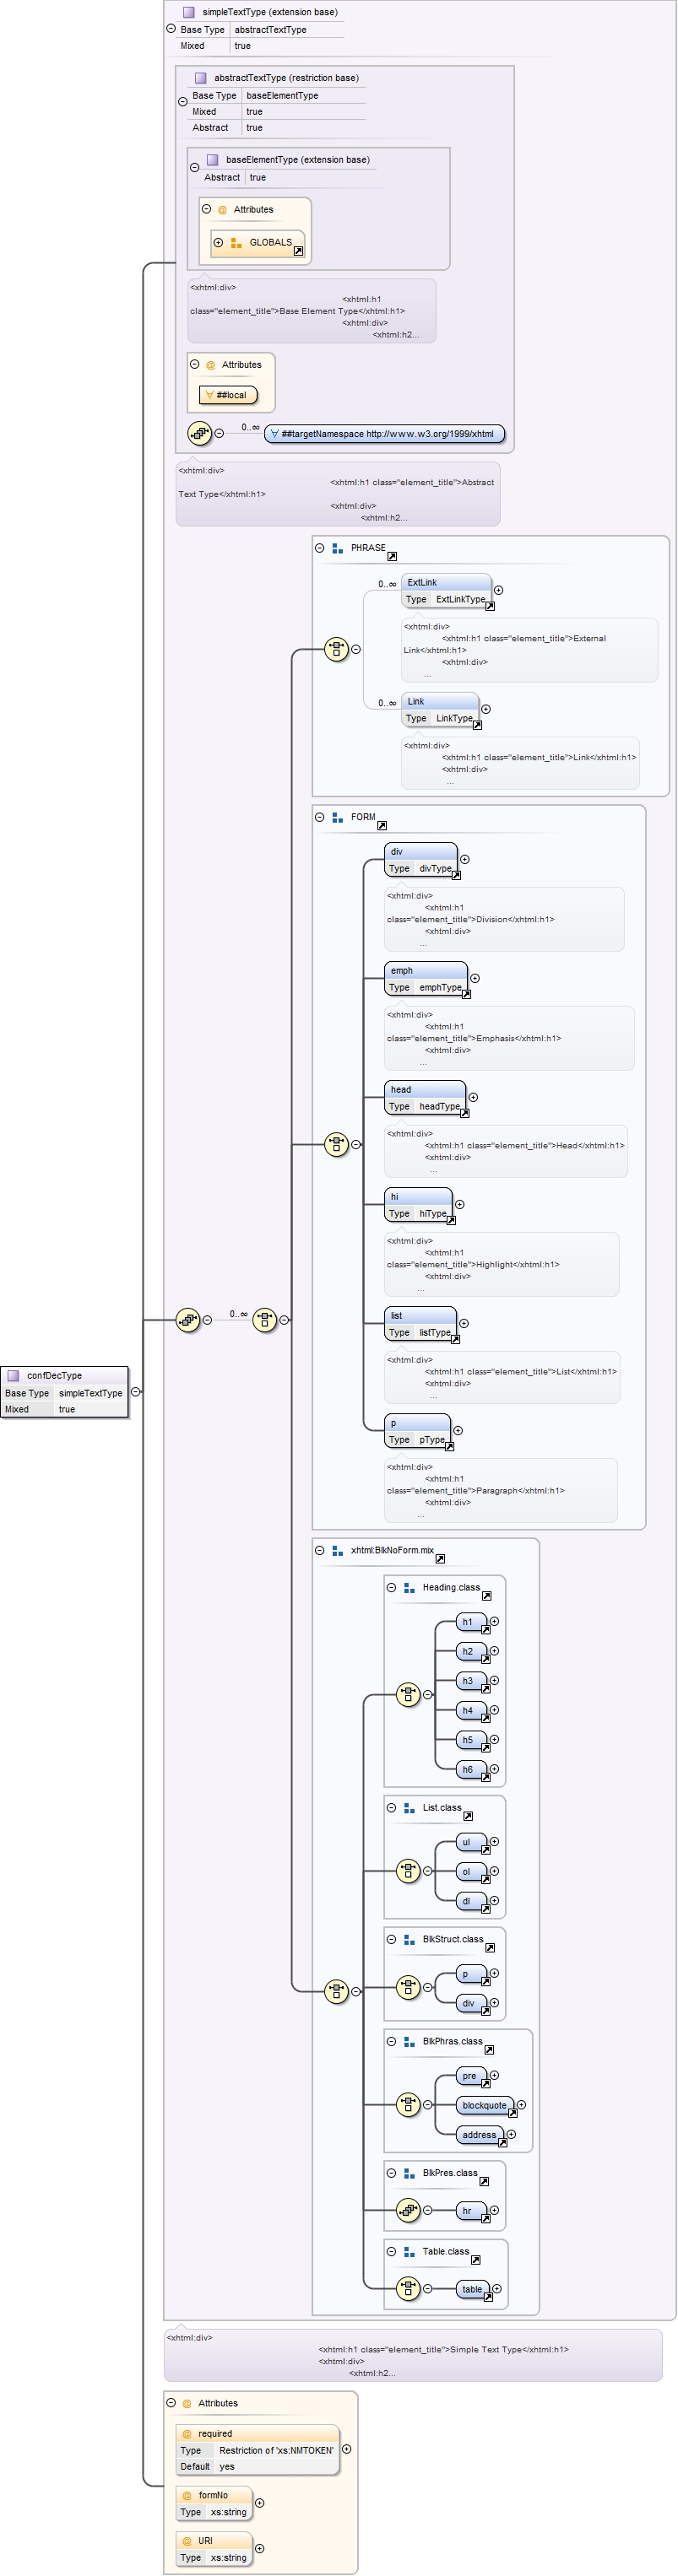 simpleTextType (extension base)
Base Type abstractTextType
Mixed true
abstractTextType (restriction base)
Base Type baseElementType
Mixed true
Abstract true
baseElementType (extension base)
Abstract true
@ Attributes
GLOBALS
<xhtml:div>
<xhtml:h1
class="element_title">Base Element Type</xhtml:h1>
<xhtml:div>
<xhtml:h2...
@ Attributes
∀ ##local
0..∞ ∀ ##targetNamespace http://www.w3.org/1999/xhtml
<xhtml:div>
<xhtml:h1 class="element_title">Abstract
Text Type</xhtml:h1>
<xhtml:div>
<xhtml:h2...
PHRASE
0..∞ ExtLink
Type ExtLinkType
<xhtml:div>
<xhtml:h1 class="element_title">External
Link</xhtml:h1>
<xhtml:div>
...
0..∞ Link
Type LinkType
<xhtml:div>
<xhtml:h1 class="element_title">Link</xhtml:h1>
<xhtml:div>
...
FORM
div
Type divType
<xhtml:div>
<xhtml:h1
class="element_title">Division</xhtml:h1>
<xhtml:div>
...
emph
Type emphType
<xhtml:div>
<xhtml:h1
class="element_title">Emphasis</xhtml:h1>
<xhtml:div>
...
head
Type headType
<xhtml:div>
<xhtml:h1 class="element_title">Head</xhtml:h1>
<xhtml:div>
...
hi
Type hiType
<xhtml:div>
<xhtml:h1
class="element_title">Highlight</xhtml:h1>
<xhtml:div>
...
0..∞
list
Type listType
<xhtml:div>
<xhtml:h1 class="element_title">List</xhtml:h1>
<xhtml:div>
...
confDecType
Base Type simpleTextType
Mixed true
p
Type pType
<xhtml:div>
<xhtml:h1
class="element_title">Paragraph</xhtml:h1>
<xhtml:div>
...
xhtml:BlkNoForm.mix
Heading.class
h1
h2
h3
h4
h5
h6
List.class
ul
ol
dl
BlkStruct.class
p
div
BlkPhras.class
pre
blockquote
address
BlkPres.class
hr
Table.class
table
<xhtml:div>
<xhtml:h1 class="element_title">Simple Text Type</xhtml:h1>
<xhtml:div>
<xhtml:h2...
@ Attributes
@ required
Type Restriction of 'xs:NMTOKEN'
Default yes
@ formNo
Type xs:string
@ URI
Type xs:string